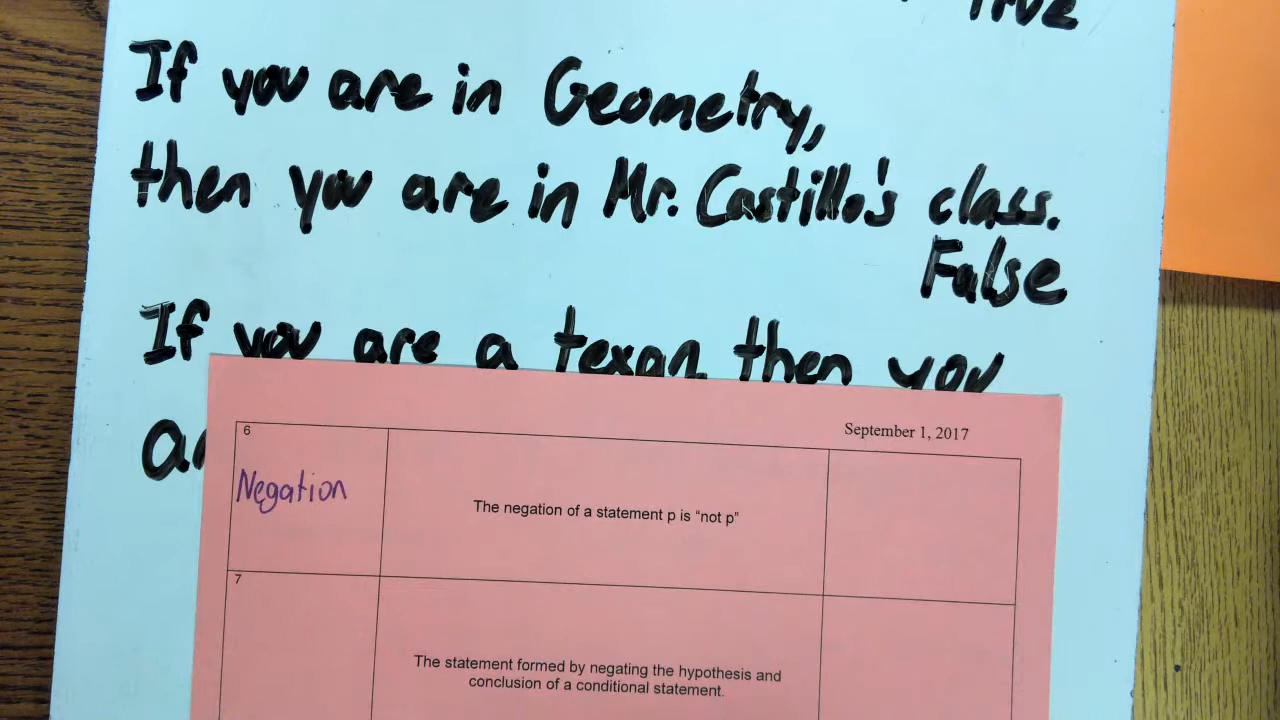 True
If you are in Geometry,
then you are in Mr. Castillo's class.
False
If you are a texan then you
September 1, 2017
6
Negation
The negation of a statement p is “not p”
7
The statement formed by negating the hypothesis and
conclusion of a conditional statement.